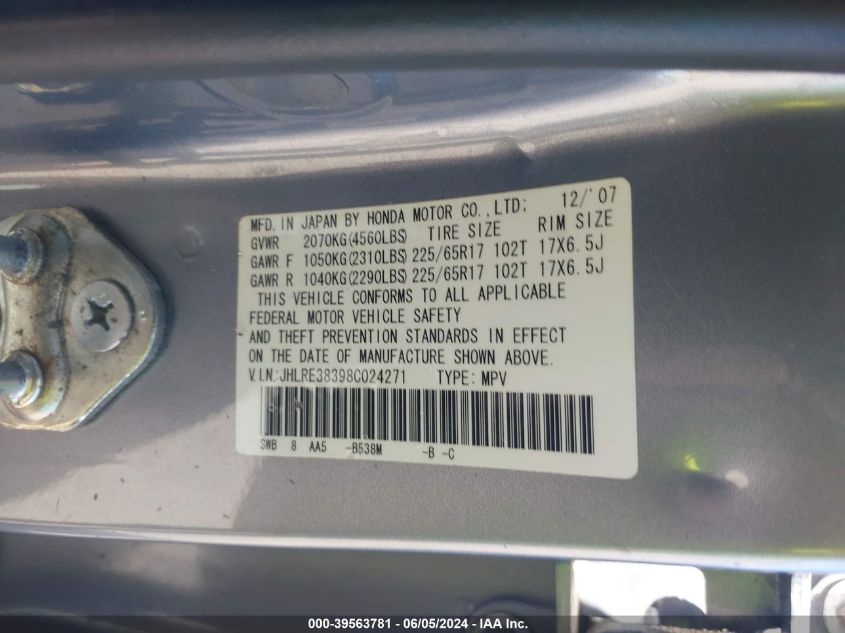 MFD. IN JAPAN BY HONDA MOTOR CO.,LTD: 12/'07
GVWR 2070KG(4560LBS) TIRE SIZE RIM SIZE
GAWR F 1050KG(2310LBS) 225/65R17 102T 17X6.5J
GAWR R 1040KG(2290LBS) 225/65R17 102T 17X6.5J
THIS VEHICLE CONFORMS TO ALL APPLICABLE
FEDERAL MOTOR VEHICLE SAFETY
AND THEFT PREVENTION STANDARDS IN EFFECT
ON THE DATE OF MANUFACTURE SHOWN ABOVE.
V.I.N.:JHLRE38398C024271 TYPE: MPV
SWB 8 AA5 -B538M -B -C
000-39563781 - 06/05/2024 - IAA Inc.